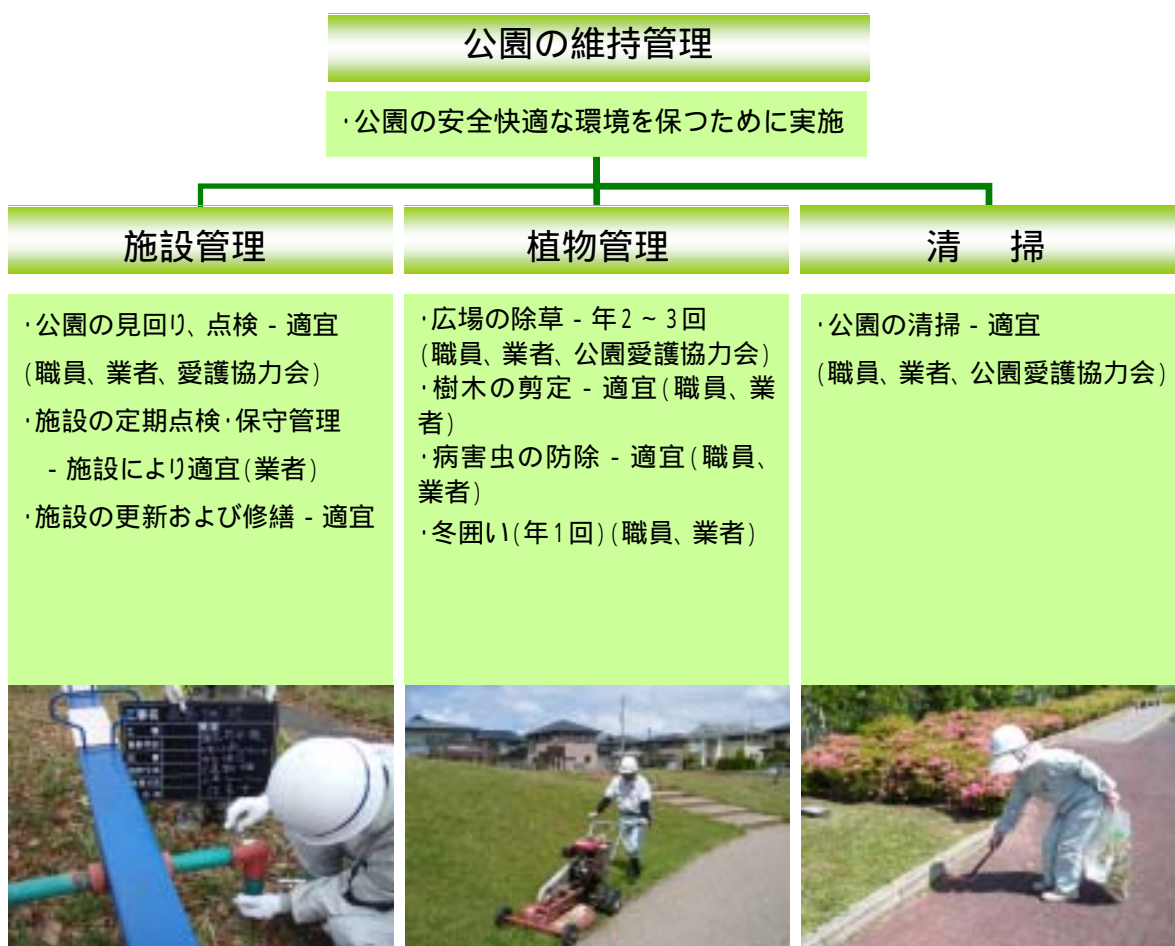 公園の維持管理
·公園の安全快適な環境を保つために実施
施設管理
·公園の見回り、点検 - 適宜
(職員、業者、愛護協力会)
·施設の定期点検·保守管理
- 施設により適宜(業者)
·施設の更新および修繕 - 適宜
植物管理
·広場の除草 - 年2~3回
(職員、業者、公園愛護協力会)
·樹木の剪定 - 適宜(職員、業
者)
·病害虫の防除 - 適宜(職員、
業者)
·冬囲い(年1回)(職員、業者)
清 掃
·公園の清掃 - 適宜
(職員、業者、公園愛護協力会)